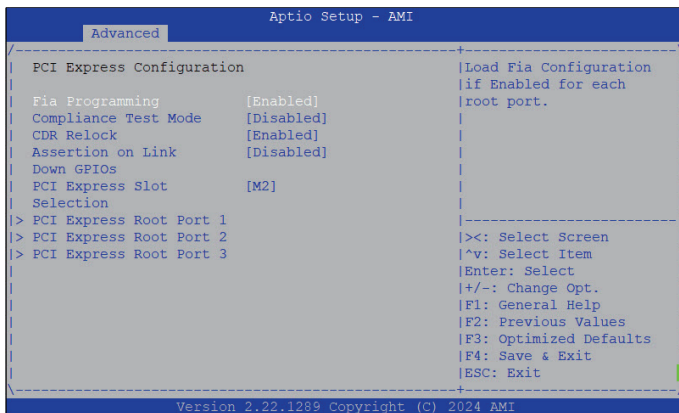 Aptio Setup - AMI
Advanced
PCI Express Configuration
Fia Programming [Enabled]
Compliance Test Mode [Disabled]
CDR Relock [Enabled]
Assertion on Link [Disabled]
Down GPIOs
PCI Express Slot [M2]
Selection
> PCI Express Root Port 1
> PCI Express Root Port 2
> PCI Express Root Port 3
Load Fia Configuration
if Enabled for each
root port.
><: Select Screen
^v: Select Item
Enter: Select
+/-: Change Opt.
F1: General Help
F2: Previous Values
F3: Optimized Defaults
F4: Save & Exit
ESC: Exit
Version 2.22.1289 Copyright (C) 2024 AMI